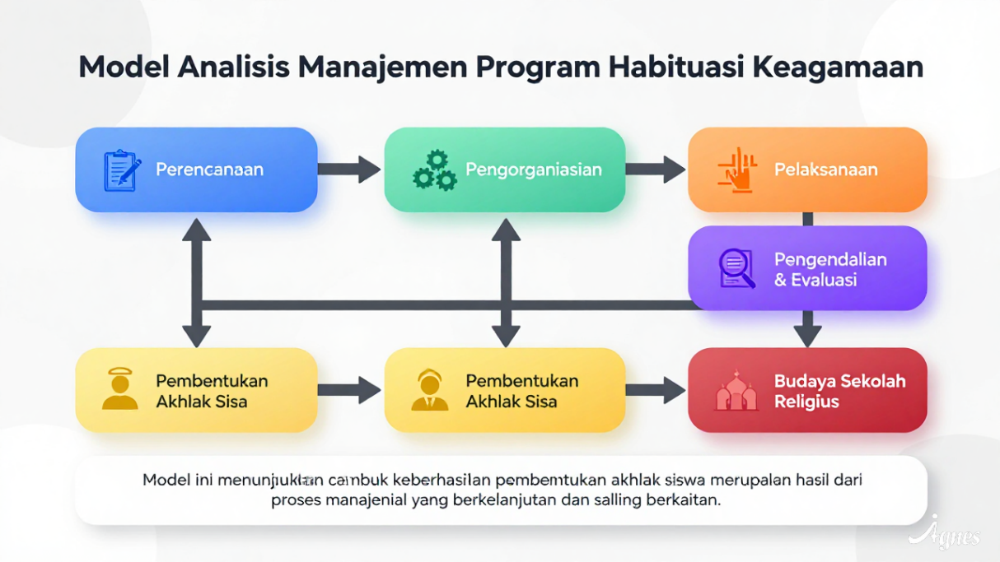 Model Analisis Manajemen Program Habituasi Keagamaan
Perencanaan
Pengorganiasian
Pelaksanaan
Pengendalian
& Evaluasi
Pembentukan
Akhlak Sisa
Pembentukan
Akhlak Sisa
Budaya Sekolah
Religius
Model ini menunjuklan cambuk keberhasilan pembemtukan akhlak siswa merupalan hasil dari
proses manajenial yang berkelanjutan dan salling berkaitan.
Agnes